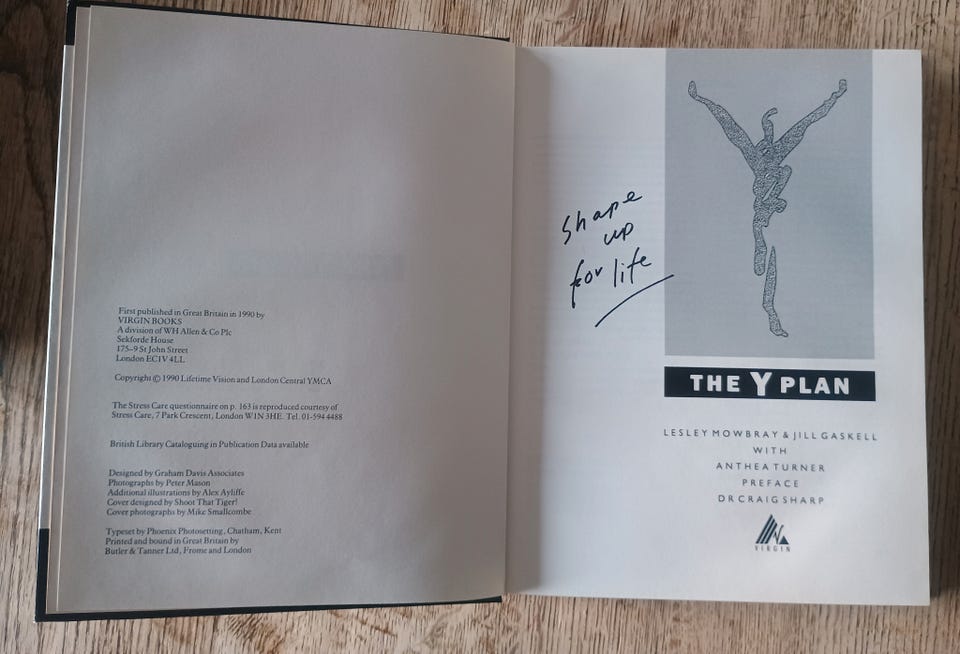 First published in Great Britain in 1990 by
VIRGIN BOOKS
A division of WH Allen & Co Plc
Sekforde House
175–9 St John Street
London EC1V 4LL
Copyright © 1990 Lifetime Vision and London Central YMCA
The Stress Care questionnaire on p. 163 is reproduced courtesy of
Stress Care, 7 Park Crescent, London W1N 3HE. Tel. 01-594 4488
British Library Cataloguing in Publication Data available
Designed by Graham Davis Associates
Photographs by Peter Mason
Additional illustrations by Alex Ayliffe
Cover designed by Shoot That Tiger!
Cover photographs by Mike Smallcombe
Typeset by Phoenix Photosetting, Chatham, Kent
Printed and bound in Great Britain by
Butler & Tanner Ltd, Frome and London
Shape
up
for life
THE Y PLAN
LESLEY MOWBRAY & JILL GASKELL
WITH
ANTHEA TURNER
PREFACE
DR CRAIG SHARP
VIRGIN